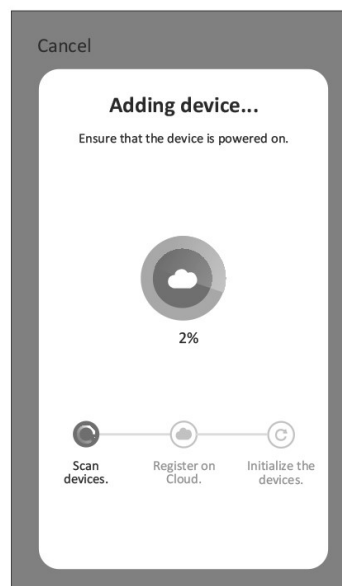 Cancel
Adding device...
Ensure that the device is powered on.
2%
Scan
devices.
Register on
Cloud.
Initialize the
devices.